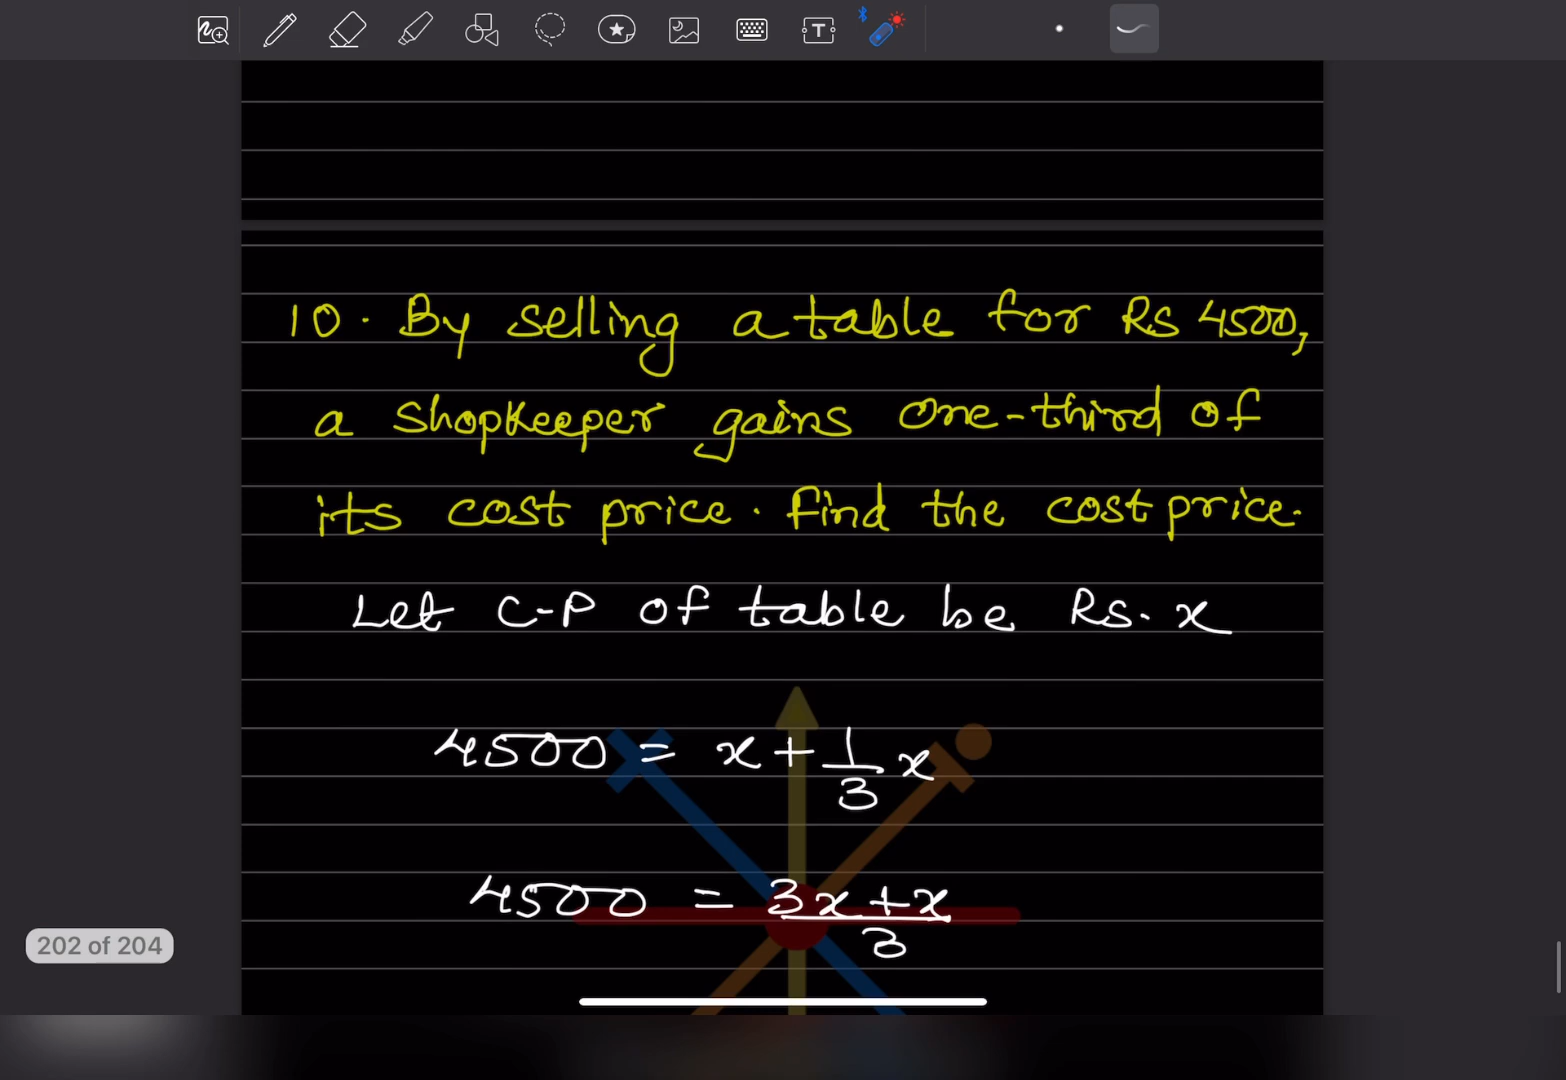 10. By selling a table for Rs 4500,
a shopkeeper gains one-third of
its cost price. find the cost price.
Let C-P of table be Rs. x
4500 = x + 1/3 x
4500 = 3x + x / 3
202 of 204